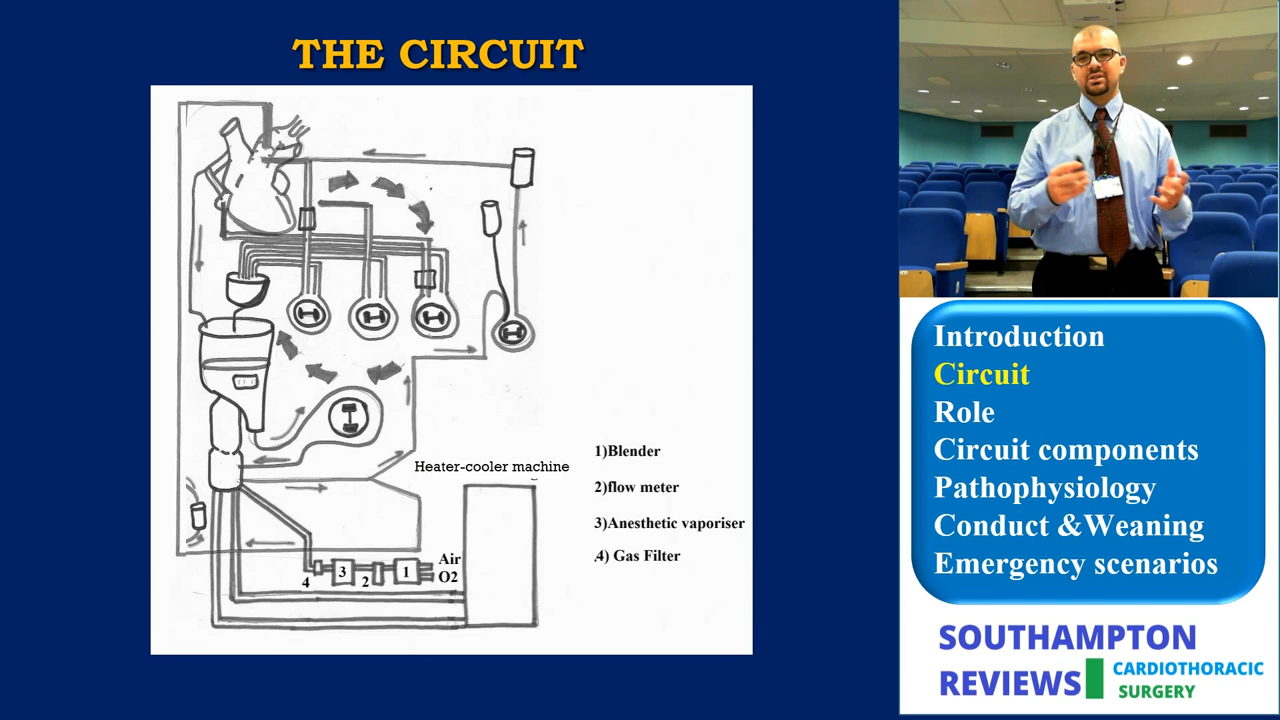 THE CIRCUIT
Heater-cooler machine
1)Blender
2)flow meter
3)Anesthetic vaporiser
.4) Gas Filter
Air
O2
4
3
2
1
Introduction
Circuit
Role
Circuit components
Pathophysiology
Conduct &Weaning
Emergency scenarios
SOUTHAMPTON
REVIEWS
CARDIOTHORACIC
SURGERY